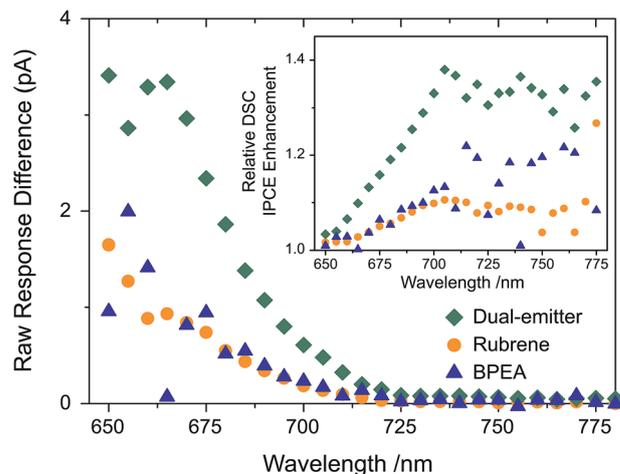 4
2
0
Raw Response Difference (pA)
650
675
700
725
750
775
Wavelength /nm
1.4
1.2
1.0
Relative DSC
IPCE Enhancement
650
675
700
725
750
775
Wavelength /nm
Dual-emitter
Rubrene
BPEA